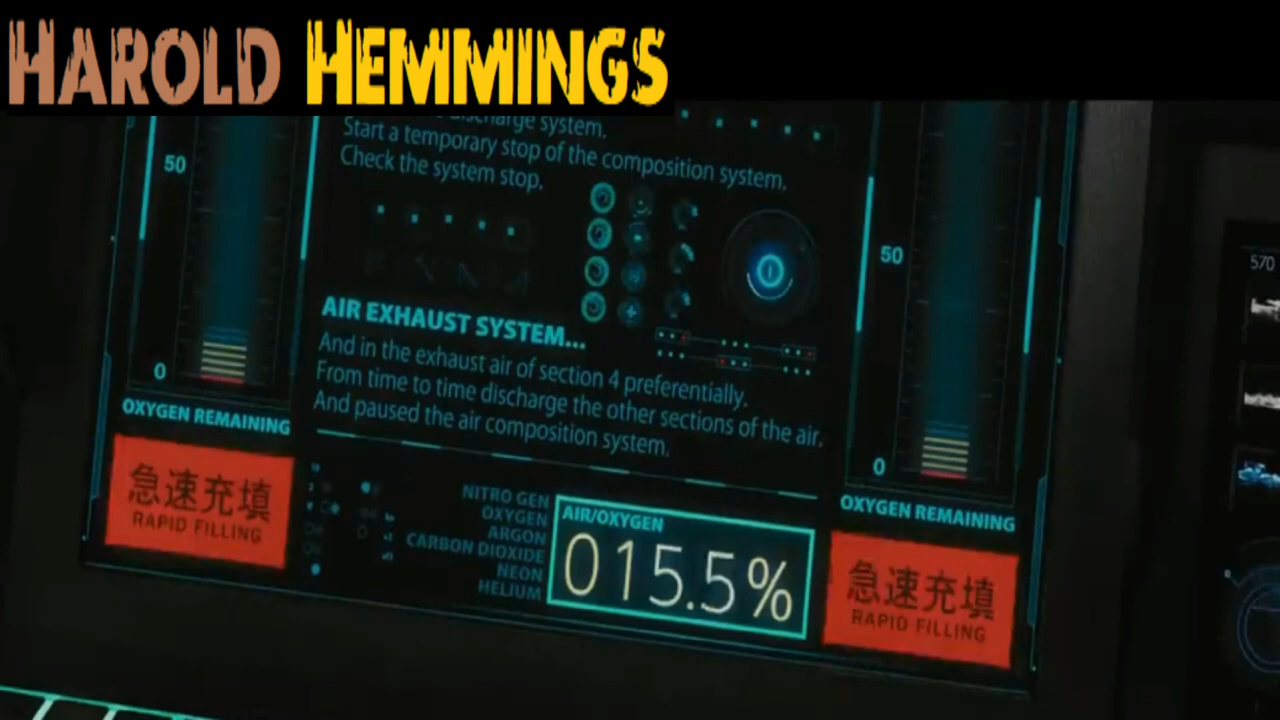 HAROLD HEMMINGS
discharge system.
Start a temporary stop of the composition system.
Check the system stop.
50
0
OXYGEN REMAINING
急速充填
RAPID FILLING
AIR EXHAUST SYSTEM...
And in the exhaust air of section 4 preferentially.
From time to time discharge the other sections of the air.
And paused the air composition system.
NITRO GEN
OXYGEN
ARGON
CARBON DIOXIDE
NEON
HELIUM
AIR/OXYGEN
015.5%
50
0
OXYGEN REMAINING
急速充填
RAPID FILLING
570